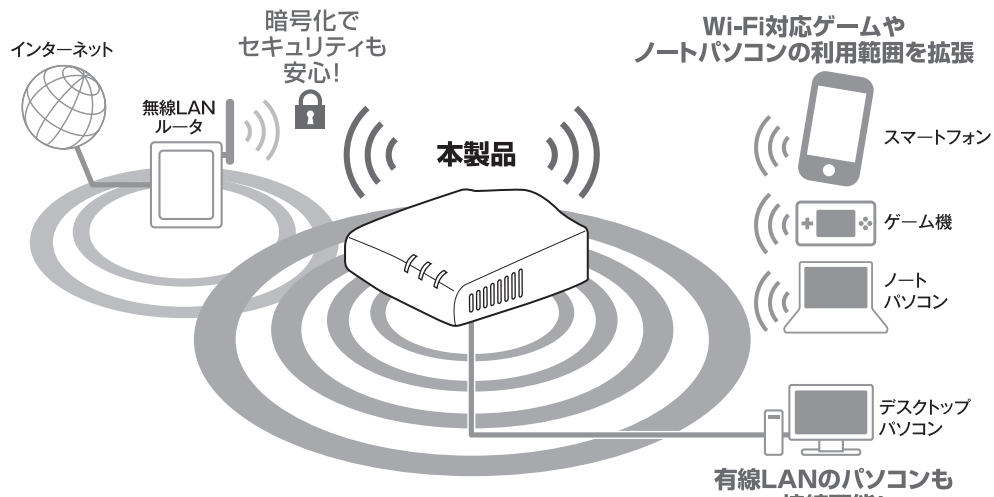 インターネット
無線LAN
ルータ
暗号化で
セキュリティも
安心!
本製品
Wi-Fi対応ゲームや
ノートパソコンの利用範囲を拡張
スマートフォン
ゲーム機
ノート
パソコン
デスクトップ
パソコン
有線LANのパソコンも